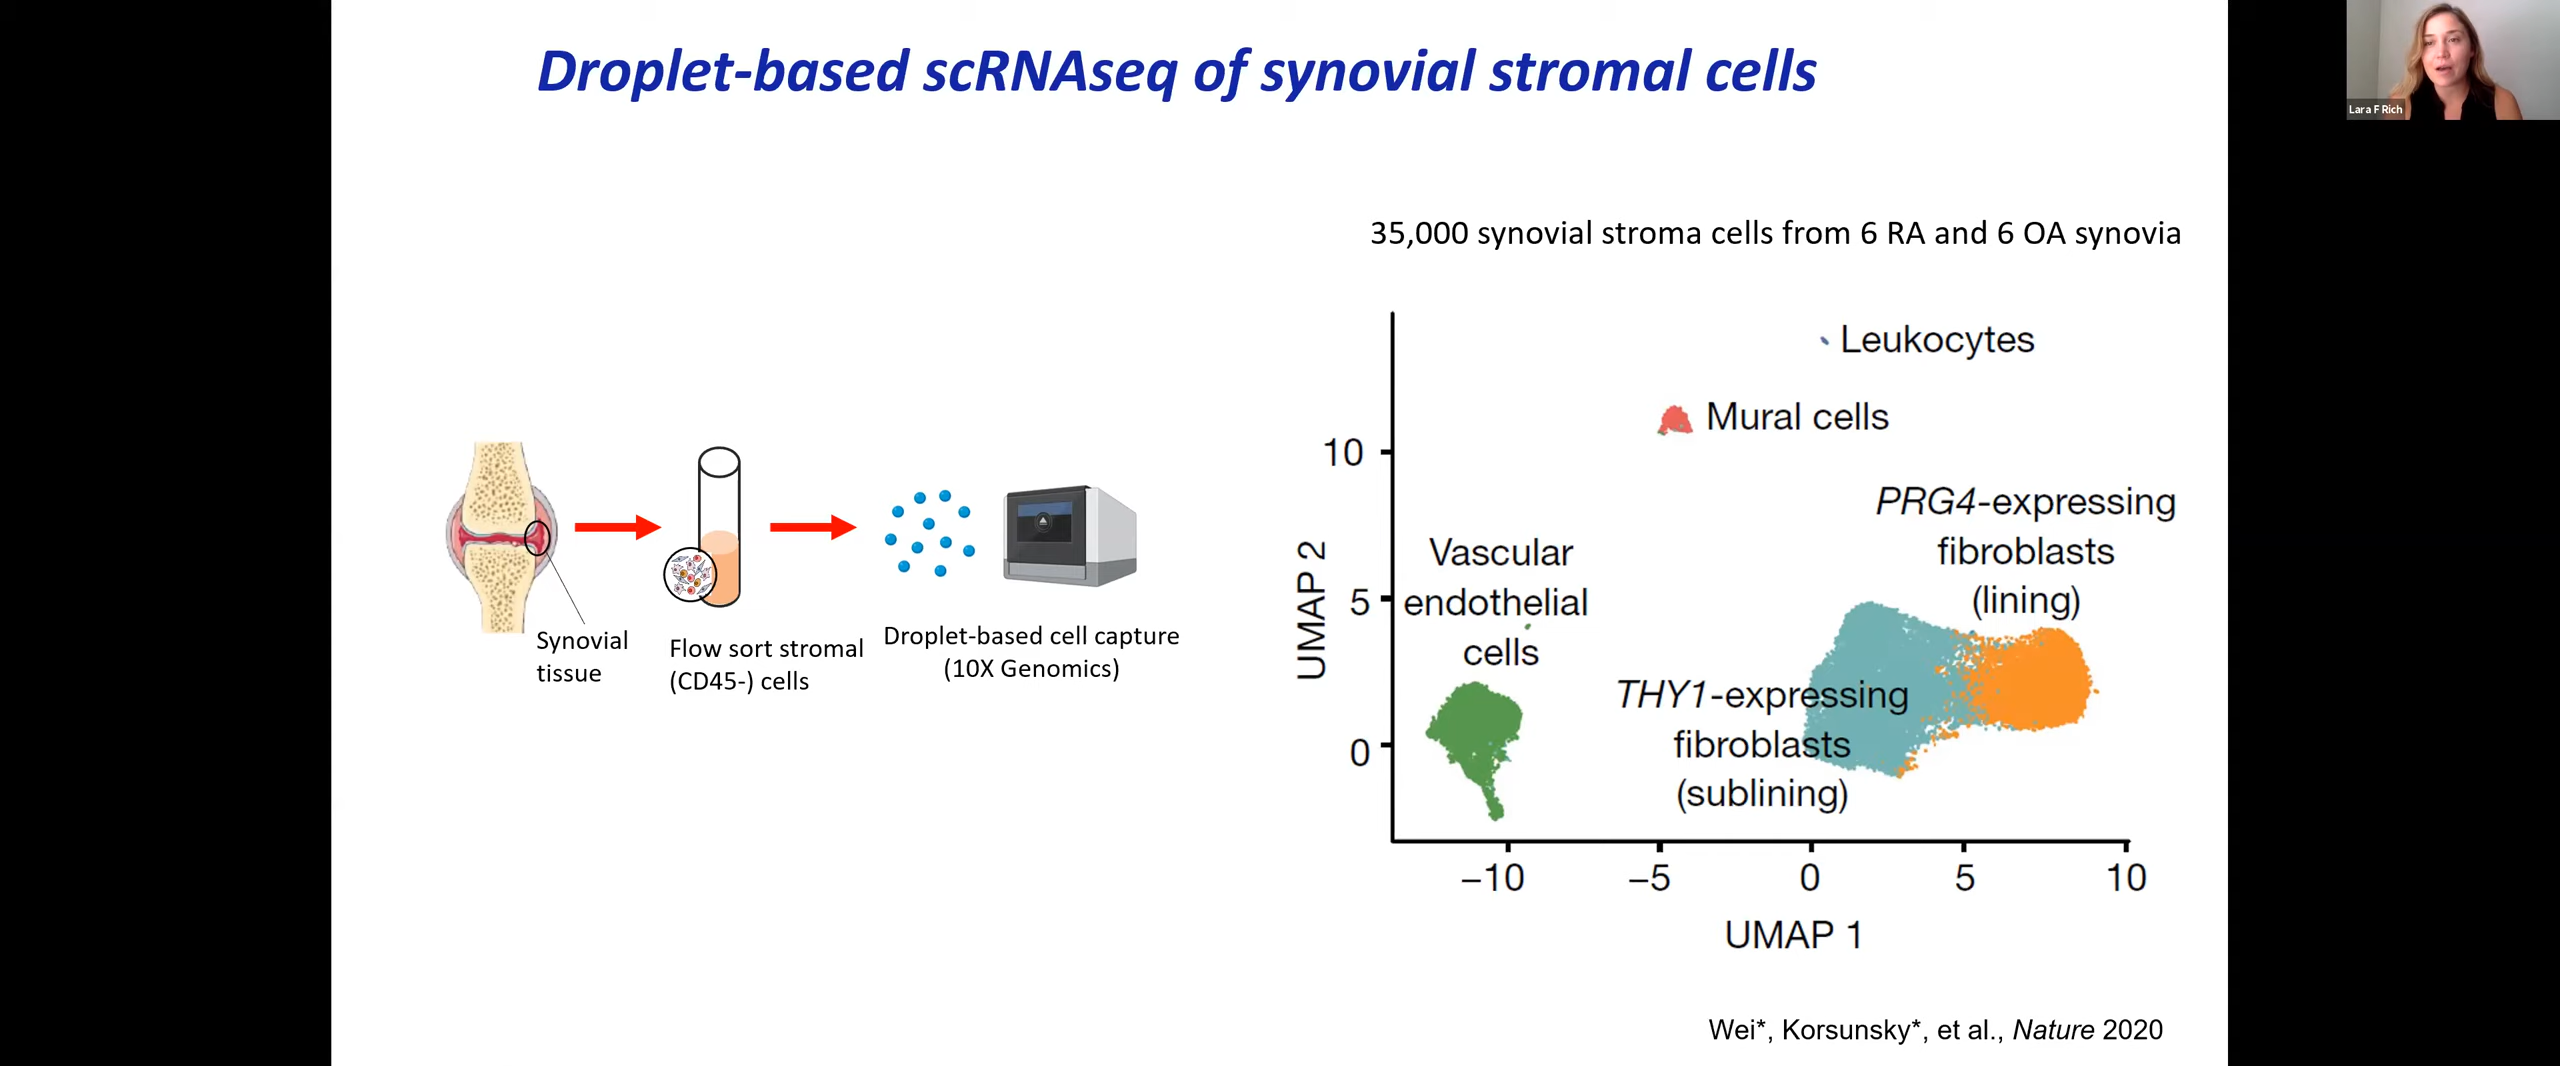 Droplet-based scRNAseq of synovial stromal cells
Lara F Rich
35,000 synovial stroma cells from 6 RA and 6 OA synovia
Synovial
tissue
Flow sort stromal
(CD45-) cells
Droplet-based cell capture
(10X Genomics)
Leukocytes
Mural cells
PRG4-expressing
fibroblasts
(lining)
Vascular
endothelial
cells
THY1-expressing
fibroblasts
(sublining)
UMAP 2
10
5
0
−10
−5
0
5
10
UMAP 1
Wei*, Korsunsky*, et al., Nature 2020